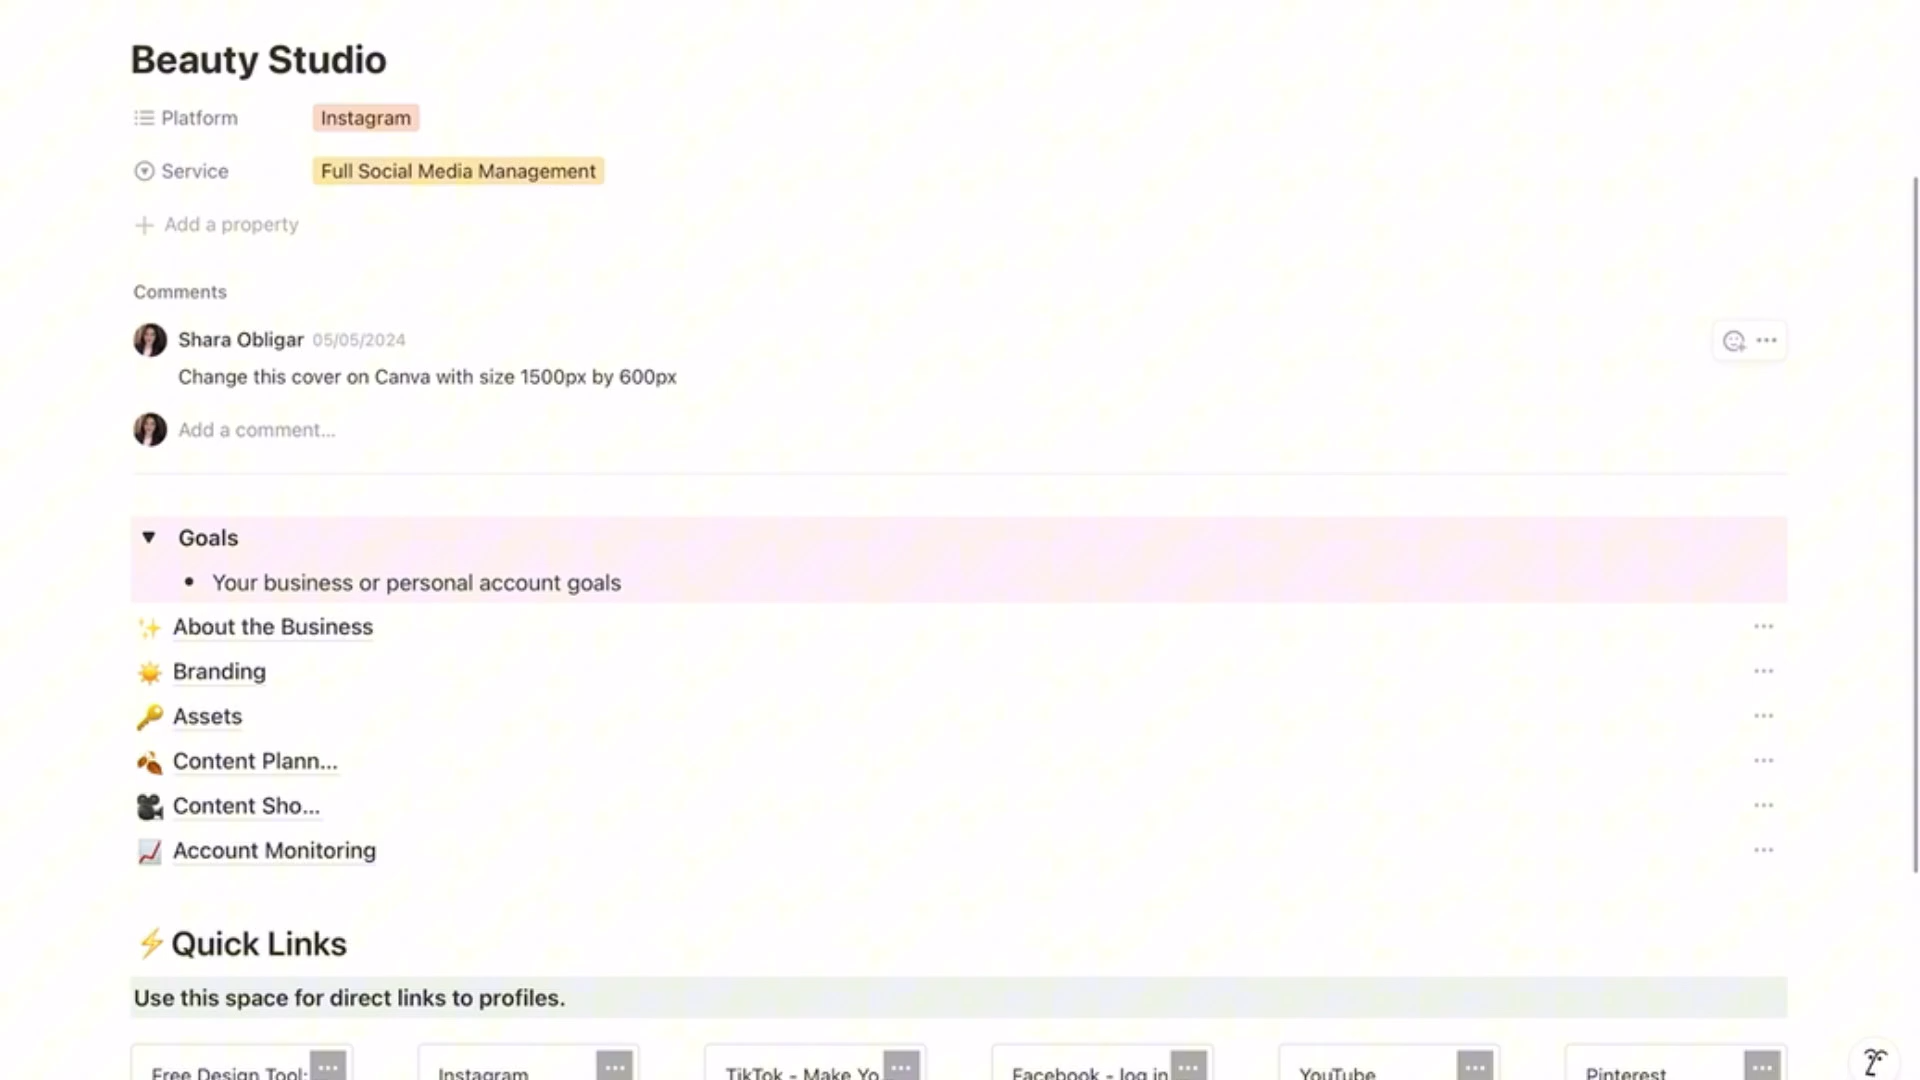 Beauty Studio
Platform
Instagram
Service
Full Social Media Management
Add a property
Comments
Shara Obligar 05/05/2024
Change this cover on Canva with size 1500px by 600px
Add a comment...
Goals
Your business or personal account goals
About the Business
Branding
Assets
Content Plann...
Content Sho...
Account Monitoring
Quick Links
Use this space for direct links to profiles.
Free Design Tool:
Instagram
TikTok - Make Yo
Facebook - log in
YouTube
Pinterest